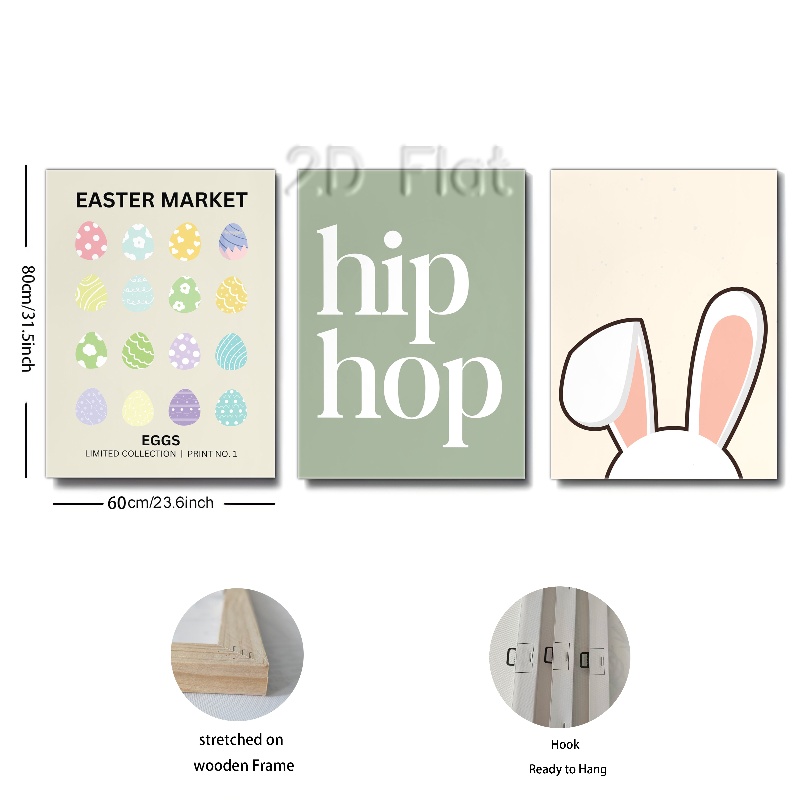 2D Flat
EASTER MARKET
EGGS
LIMITED COLLECTION | PRINT NO. 1
hip
hop
80cm/31.5inch
60cm/23.6inch
stretched on
wooden Frame
Hook
Ready to Hang